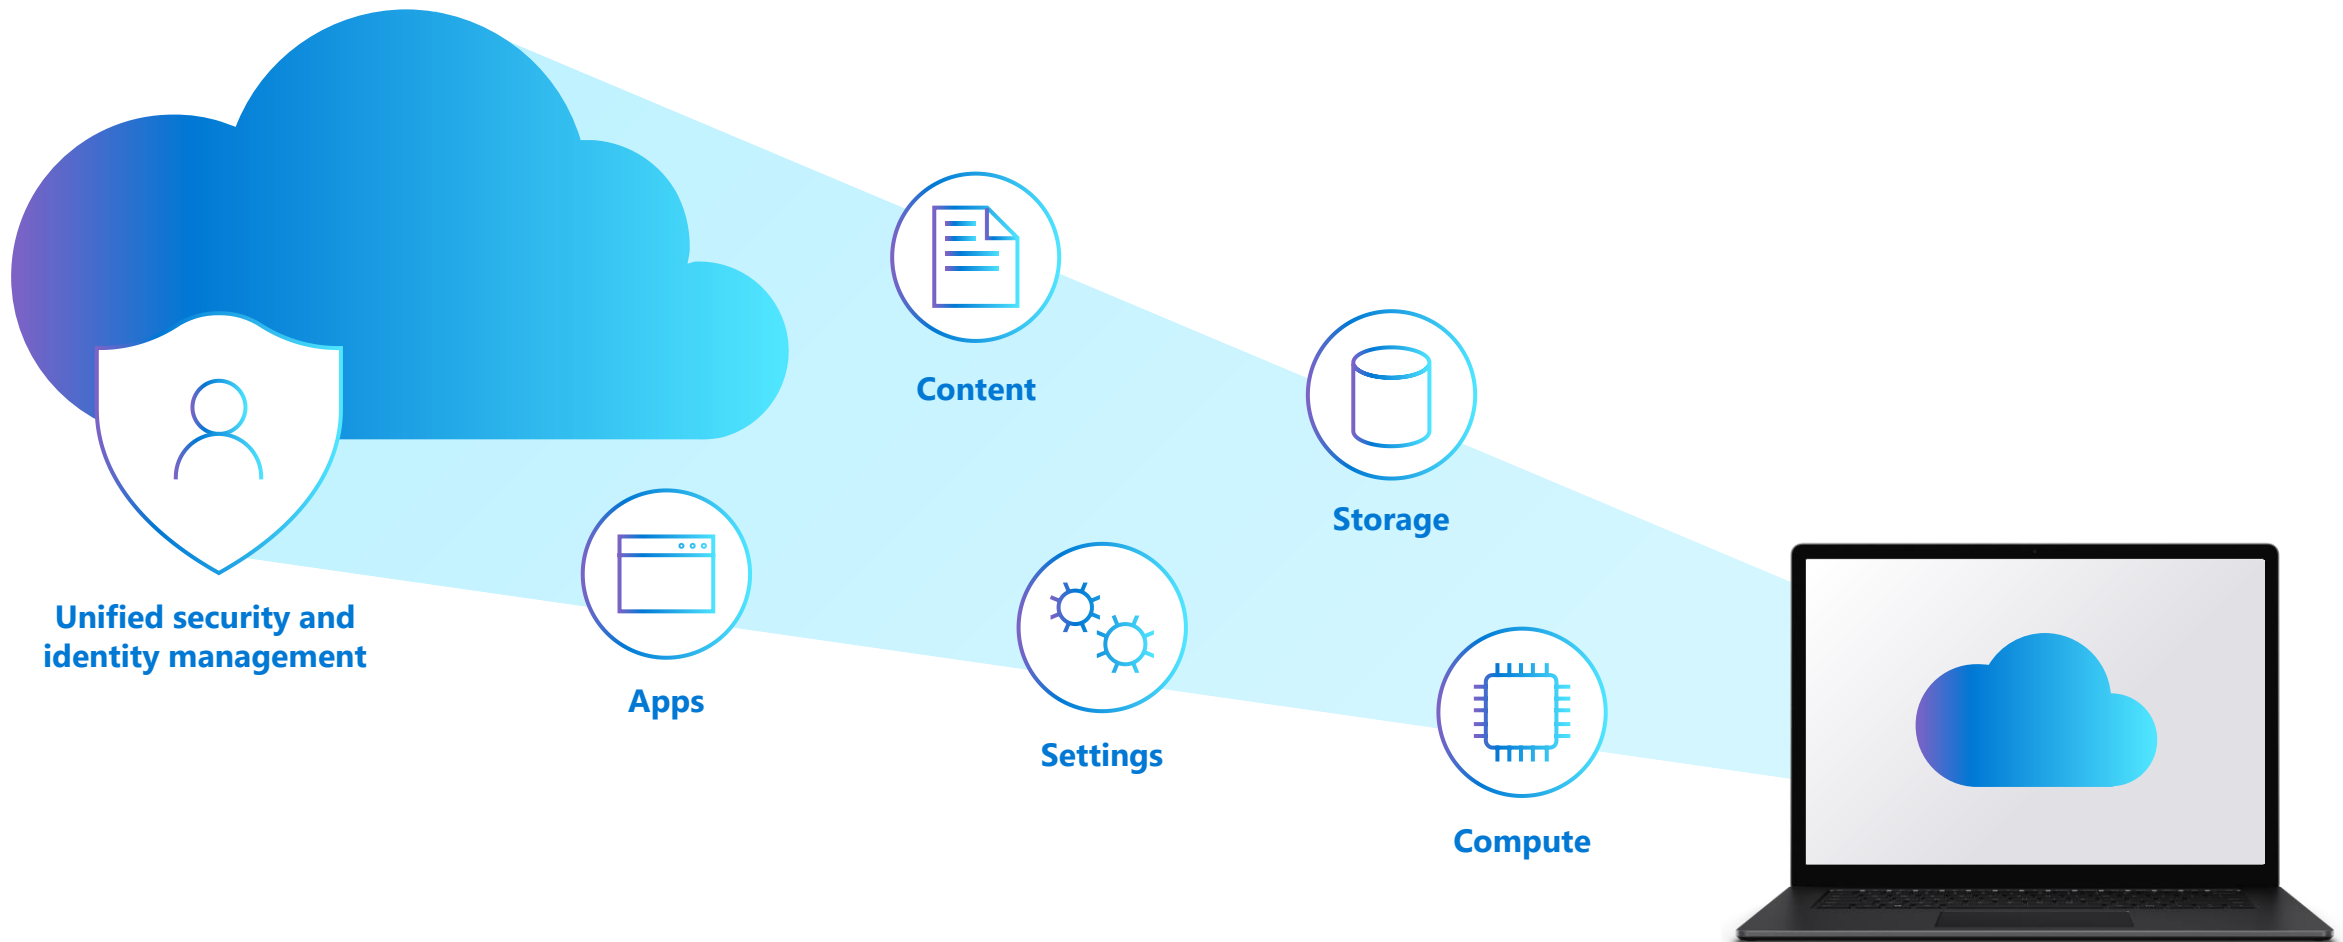 Content
Storage
Unified security and
identity management
Apps
Settings
Compute